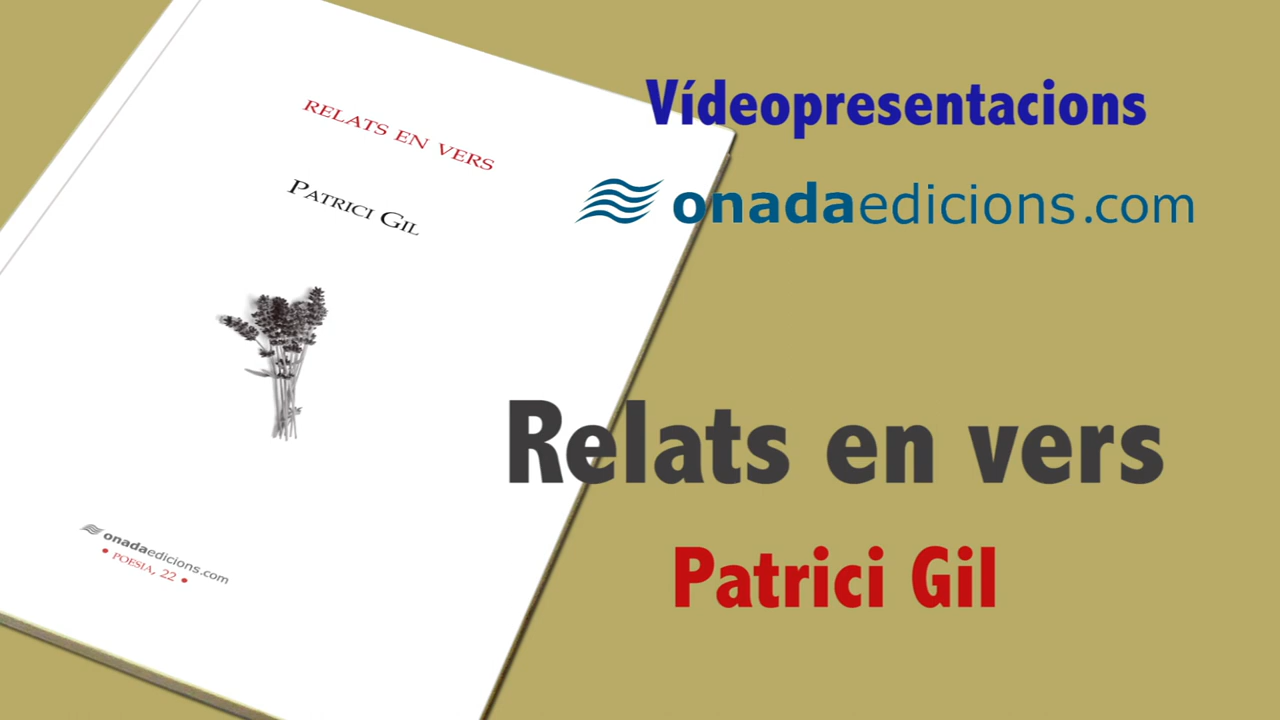 RELATS EN VERS
PATRICI GIL
onadaedicions.com
• POESIA, 22 •
Vídeopresentacions
onadaedicions.com
Relats en vers
Patrici Gil